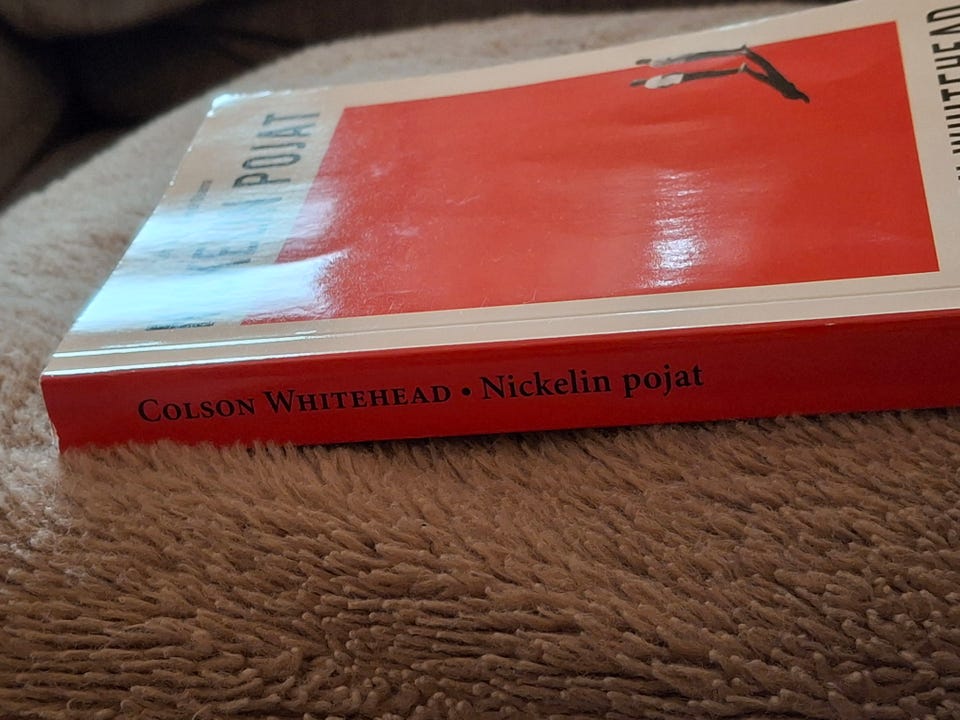 POJAT
WHITEHEAD
COLSON WHITEHEAD • Nickelin pojat